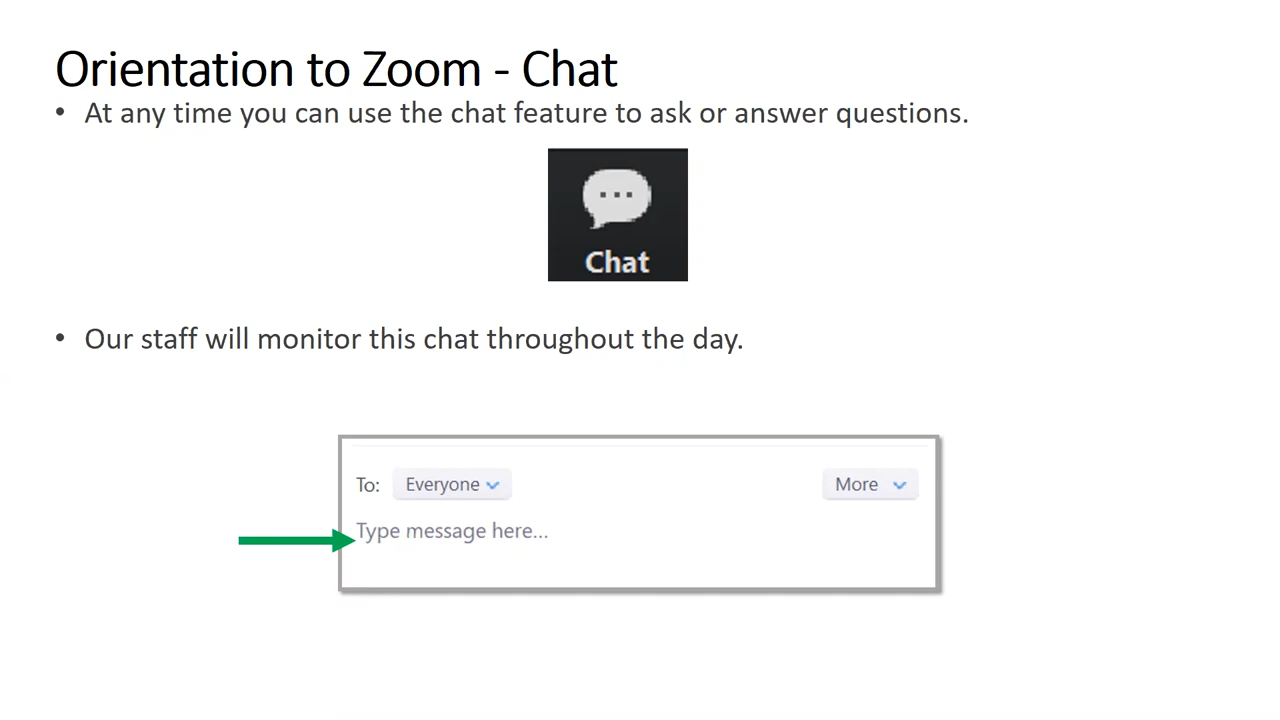 Orientation to Zoom - Chat
• At any time you can use the chat feature to ask or answer questions.
Chat
• Our staff will monitor this chat throughout the day.
To: Everyone More
Type message here...